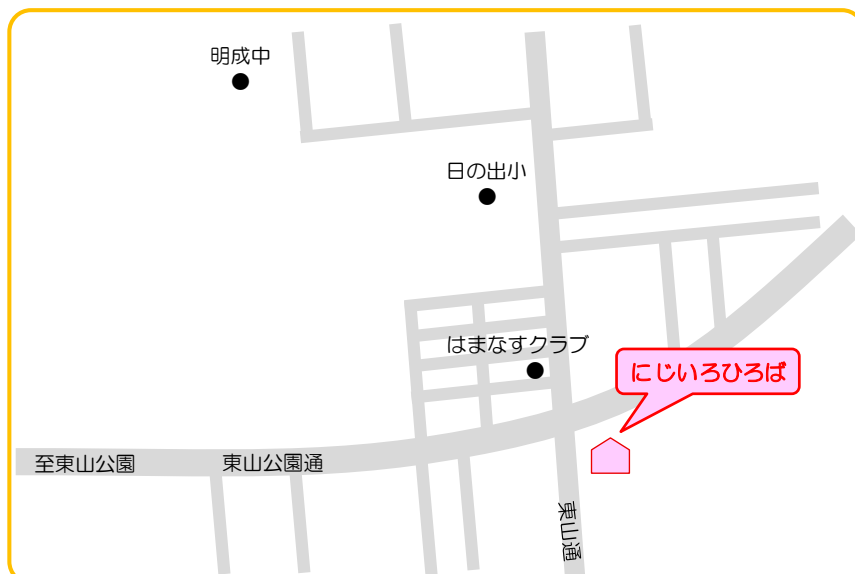 明成中
日の出小
はまなすクラブ
にじいろひろば
至東山公園
東山公園通
東山通